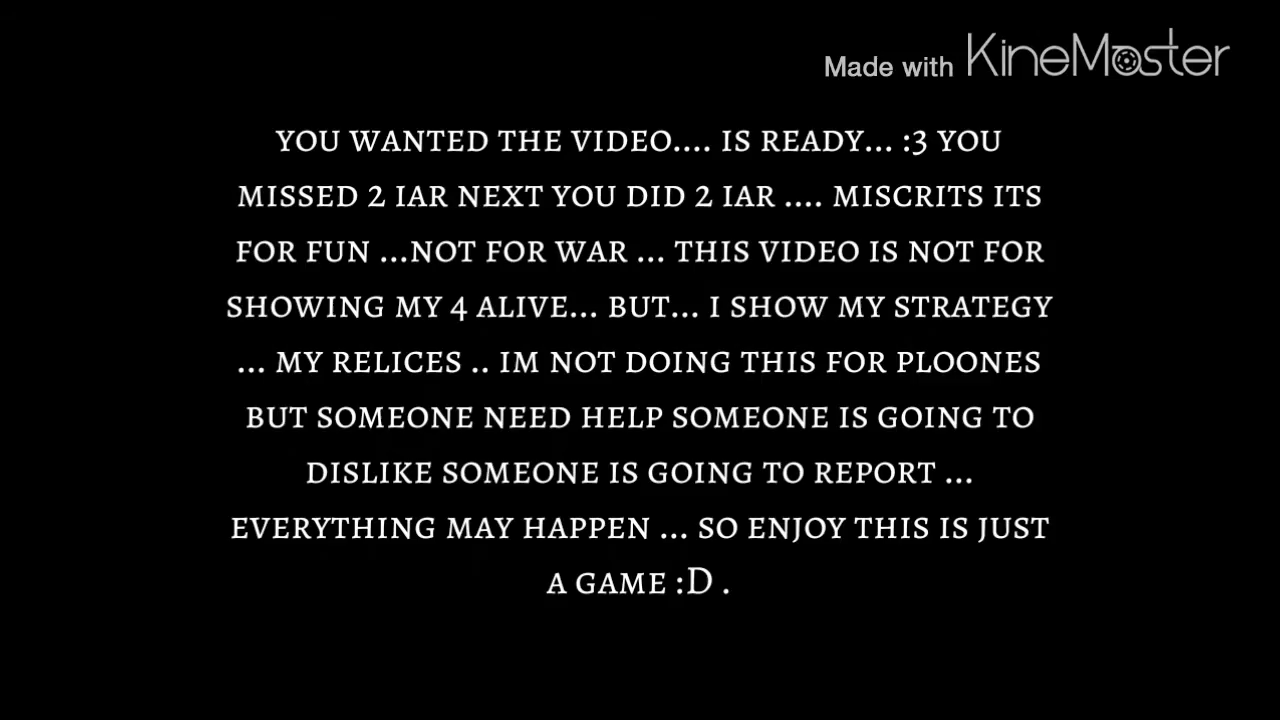 Made with KineMaster
YOU WANTED THE VIDEO.... IS READY... :3 YOU
MISSED 2 IAR NEXT YOU DID 2 IAR .... MISCRITS ITS
FOR FUN ...NOT FOR WAR ... THIS VIDEO IS NOT FOR
SHOWING MY 4 ALIVE... BUT... I SHOW MY STRATEGY
... MY RELICES .. IM NOT DOING THIS FOR PLOONES
BUT SOMEONE NEED HELP SOMEONE IS GOING TO
DISLIKE SOMEONE IS GOING TO REPORT ...
EVERYTHING MAY HAPPEN ... SO ENJOY THIS IS JUST
A GAME :D .